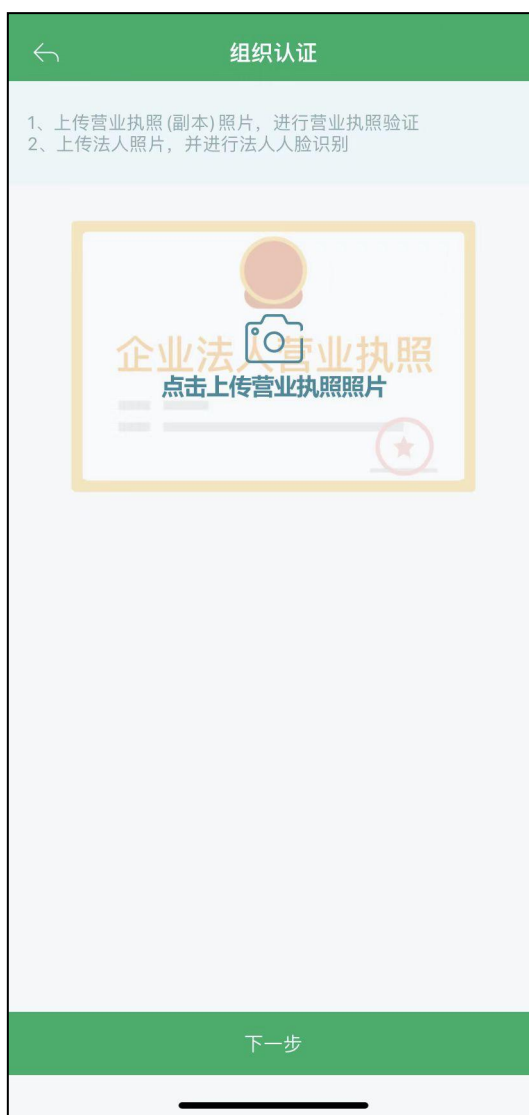 组织认证
1、上传营业执照(副本)照片，进行营业执照验证
2、上传法人照片，并进行法人人脸识别
企业法人营业执照
点击上传营业执照照片
下一步